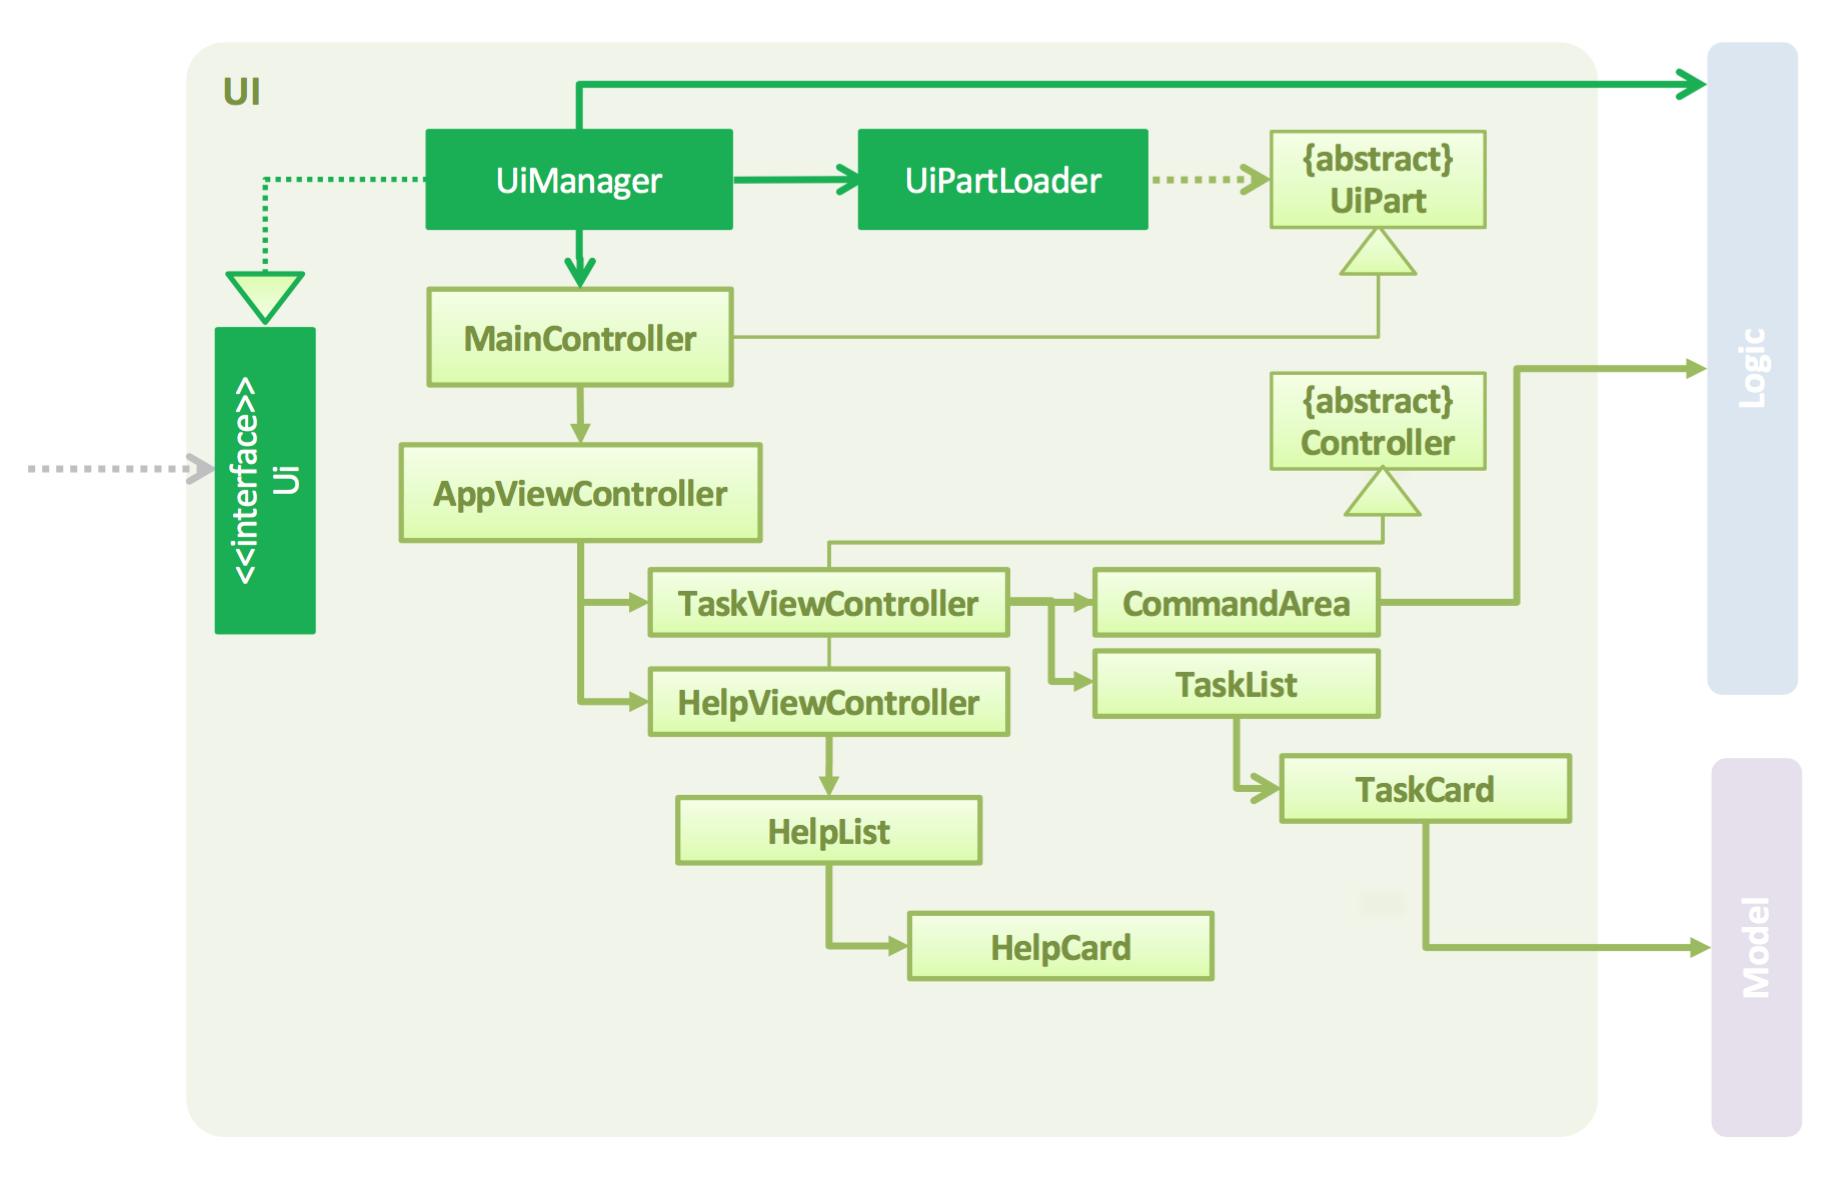 UI
UiManager
UiPartLoader
{abstract}
UiPart
MainController
<<interface>>
Ui
AppViewController
{abstract}
Controller
Logic
TaskViewController
CommandArea
HelpViewController
TaskList
TaskCard
HelpList
HelpCard
Model